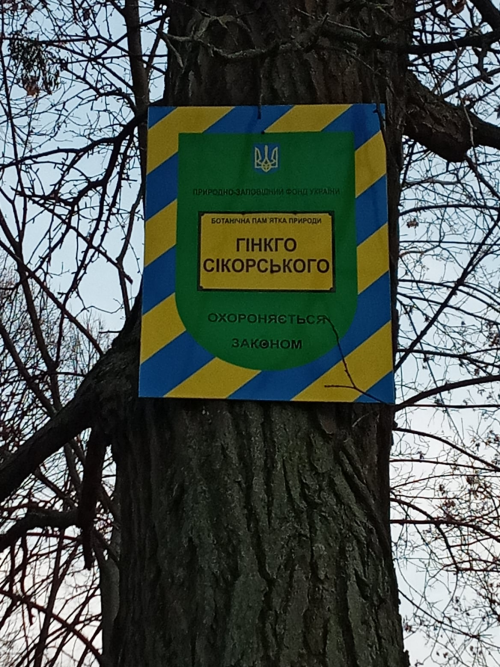 ПРИРОДНО-ЗАПОВІДНИЙ ФОНД УКРАЇНИ
БОТАНІЧНА ПАМ'ЯТКА ПРИРОДИ
ГІНКГО
СІКОРСЬКОГО
ОХОРОНЯЄТЬСЯ
ЗАКОНОМ